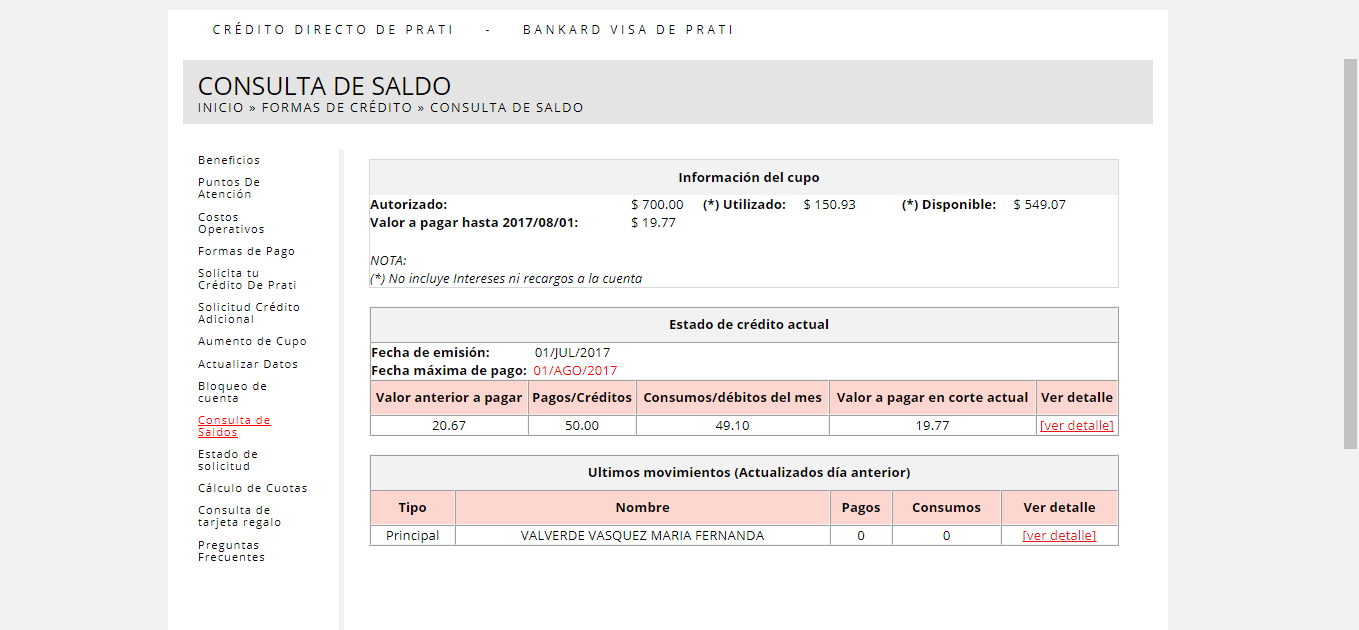 CRÉDITO DIRECTO DE PRATI - BANKARD VISA DE PRATI
CONSULTA DE SALDO
INICIO » FORMAS DE CRÉDITO » CONSULTA DE SALDO
Beneficios
Puntos De
Atención
Costos
Operativos
Formas de Pago
Solicita tu
Crédito De Prati
Solicitud Crédito
Adicional
Aumento de Cupo
Actualizar Datos
Bloqueo de
cuenta
Consulta de
Saldos
Estado de
solicitud
Cálculo de Cuotas
Consulta de
tarjeta regalo
Preguntas
Frecuentes
Información del cupo
Autorizado: $ 700.00 (*) Utilizado: $ 150.93 (*) Disponible: $ 549.07
Valor a pagar hasta 2017/08/01: $ 19.77
NOTA:
(*) No incluye Intereses ni recargos a la cuenta
Estado de crédito actual
Fecha de emisión: 01/JUL/2017
Fecha máxima de pago: 01/AGO/2017
Valor anterior a pagar Pagos/Créditos Consumos/débitos del mes Valor a pagar en corte actual Ver detalle
20.67 50.00 49.10 19.77 [ver detalle]
Ultimos movimientos (Actualizados día anterior)
Tipo Nombre Pagos Consumos Ver detalle
Principal VALVERDE VASQUEZ MARIA FERNANDA 0 0 [ver detalle]